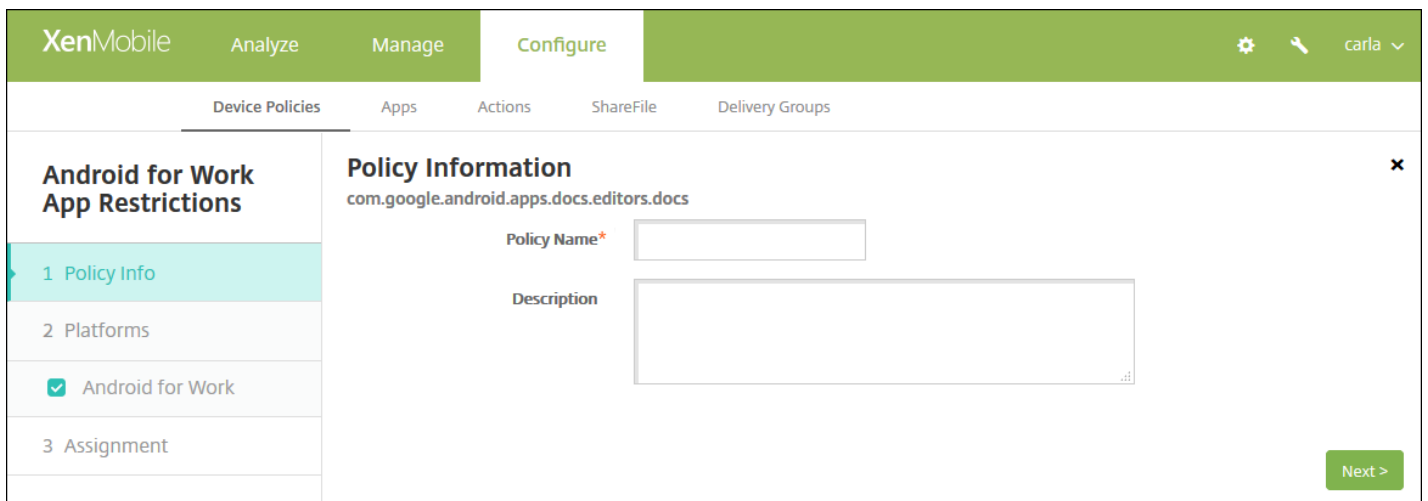 XenMobile Analyze Manage Configure carla
Device Policies Apps Actions ShareFile Delivery Groups
Android for Work
App Restrictions
1 Policy Info
2 Platforms
Android for Work
3 Assignment
Policy Information
com.google.android.apps.docs.editors.docs
Policy Name*
Description
Next >